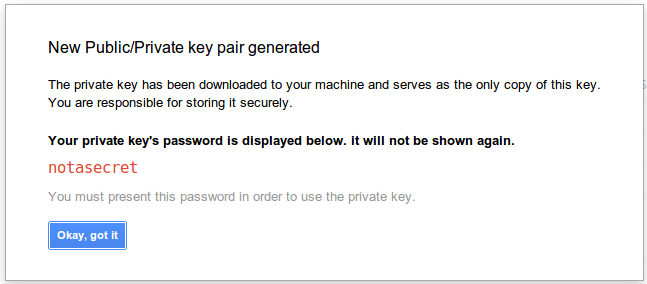 New Public/Private key pair generated
The private key has been downloaded to your machine and serves as the only copy of this key.
You are responsible for storing it securely.
Your private key's password is displayed below. it will not be shown again.
notasecret
You must present this password in order to use the private key.
Okay, got it